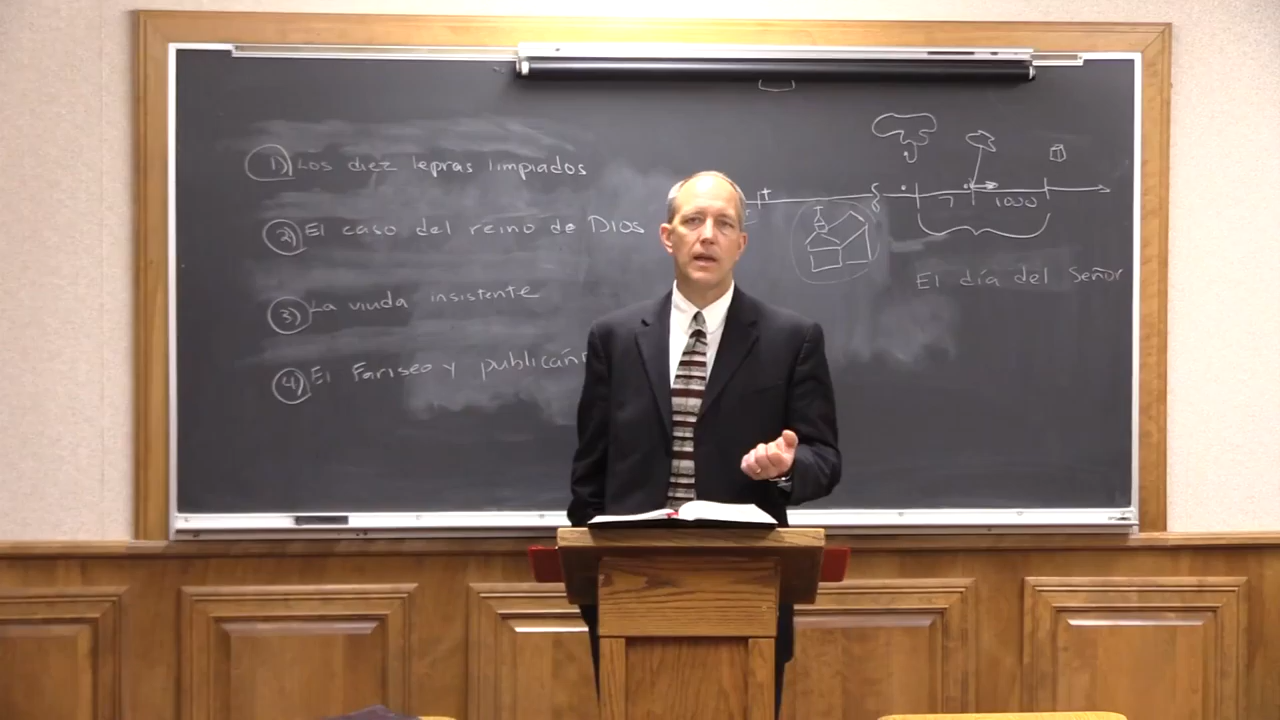 1) Los diez lepras limpiados
2) El caso del reino de Dios
3) La viuda insistente
4) El Fariseo y
7 1000
El día del Señor